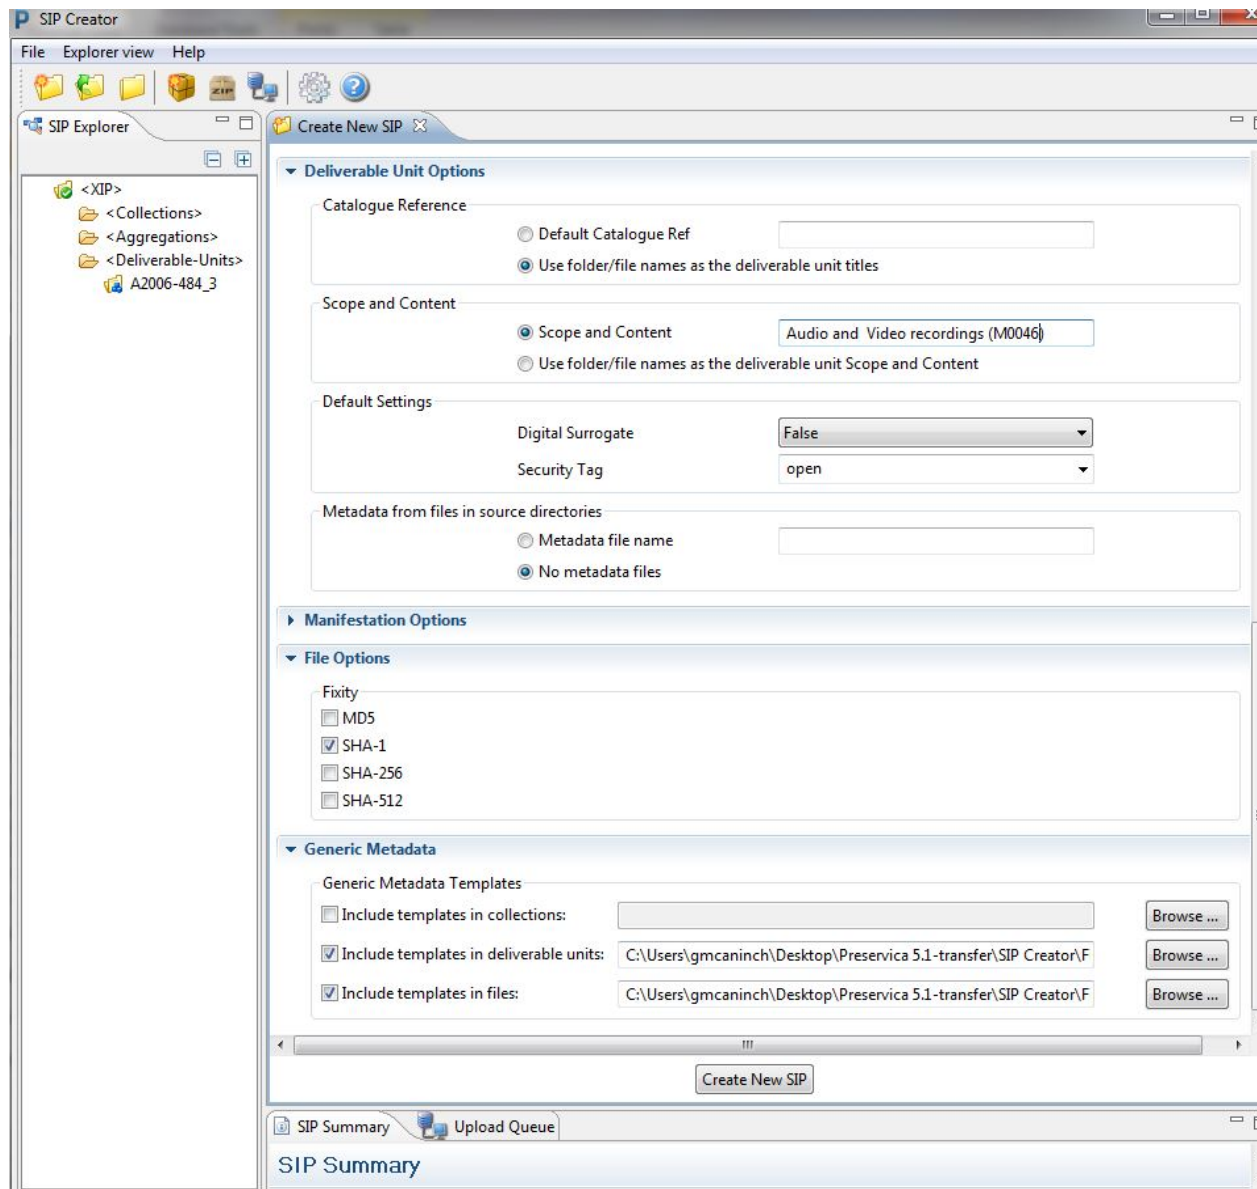 SIP Creator
File Explorer view Help
ZIP
SIP Explorer
Create New SIP
<XIP>
<Collections>
<Aggregations>
<Deliverable-Units>
A2006-484_3
Deliverable Unit Options
Catalogue Reference
Default Catalogue Ref
Use folder/file names as the deliverable unit titles
Scope and Content
Scope and Content Audio and  Video recordings (M0046)
Use folder/file names as the deliverable unit Scope and Content
Default Settings
Digital Surrogate False
Security Tag open
Metadata from files in source directories
Metadata file name
No metadata files
Manifestation Options
File Options
Fixity
MD5
SHA-1
SHA-256
SHA-512
Generic Metadata
Generic Metadata Templates
Include templates in collections: Browse ...
Include templates in deliverable units: C:\Users\gmcaninch\Desktop\Preservica 5.1-transfer\SIP Creator\F Browse ...
Include templates in files: C:\Users\gmcaninch\Desktop\Preservica 5.1-transfer\SIP Creator\F Browse ...
Create New SIP
SIP Summary Upload Queue
SIP Summary